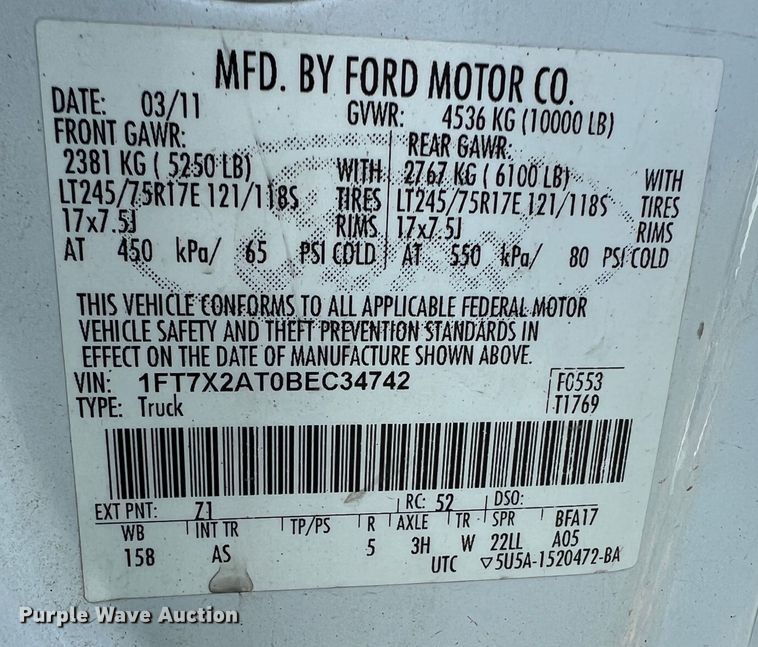 MFD. BY FORD MOTOR CO.
DATE: 03/11 GVWR: 4536 KG (10000 LB)
FRONT GAWR: REAR GAWR:
2381 KG ( 5250 LB) WITH 2767 KG ( 6100 LB) WITH
LT245/75R17E 121/118S TIRES LT245/75R17E 121/118S TIRES
17x7.5J RIMS 17x7.5J RIMS
AT 450 kPa/ 65 PSI COLD AT 550 kPa/ 80 PSI COLD
THIS VEHICLE CONFORMS TO ALL APPLICABLE FEDERAL MOTOR
VEHICLE SAFETY AND THEFT PREVENTION STANDARDS IN
EFFECT ON THE DATE OF MANUFACTURE SHOWN ABOVE.
VIN: 1FT7X2AT0BEC34742 F0553
TYPE: Truck T1769
EXT PNT: Z1 RC: 52 DSO:
WB INT TR TP/PS R AXLE TR SPR BFA17
158 AS 5 3H W 22LL A05
UTC ▽5U5A-1520472-BA
Purple Wave Auction